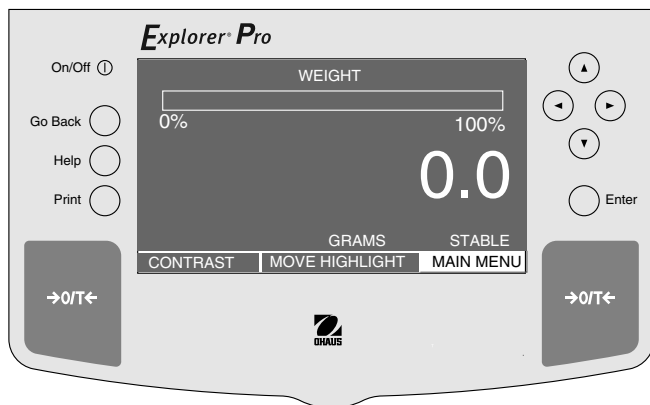 Explorer® Pro
On/Off
Go Back
Help
Print
WEIGHT
0% 100%
0.0
GRAMS STABLE
CONTRAST MOVE HIGHLIGHT MAIN MENU
Enter
→0/T←
→0/T←
OHAUS